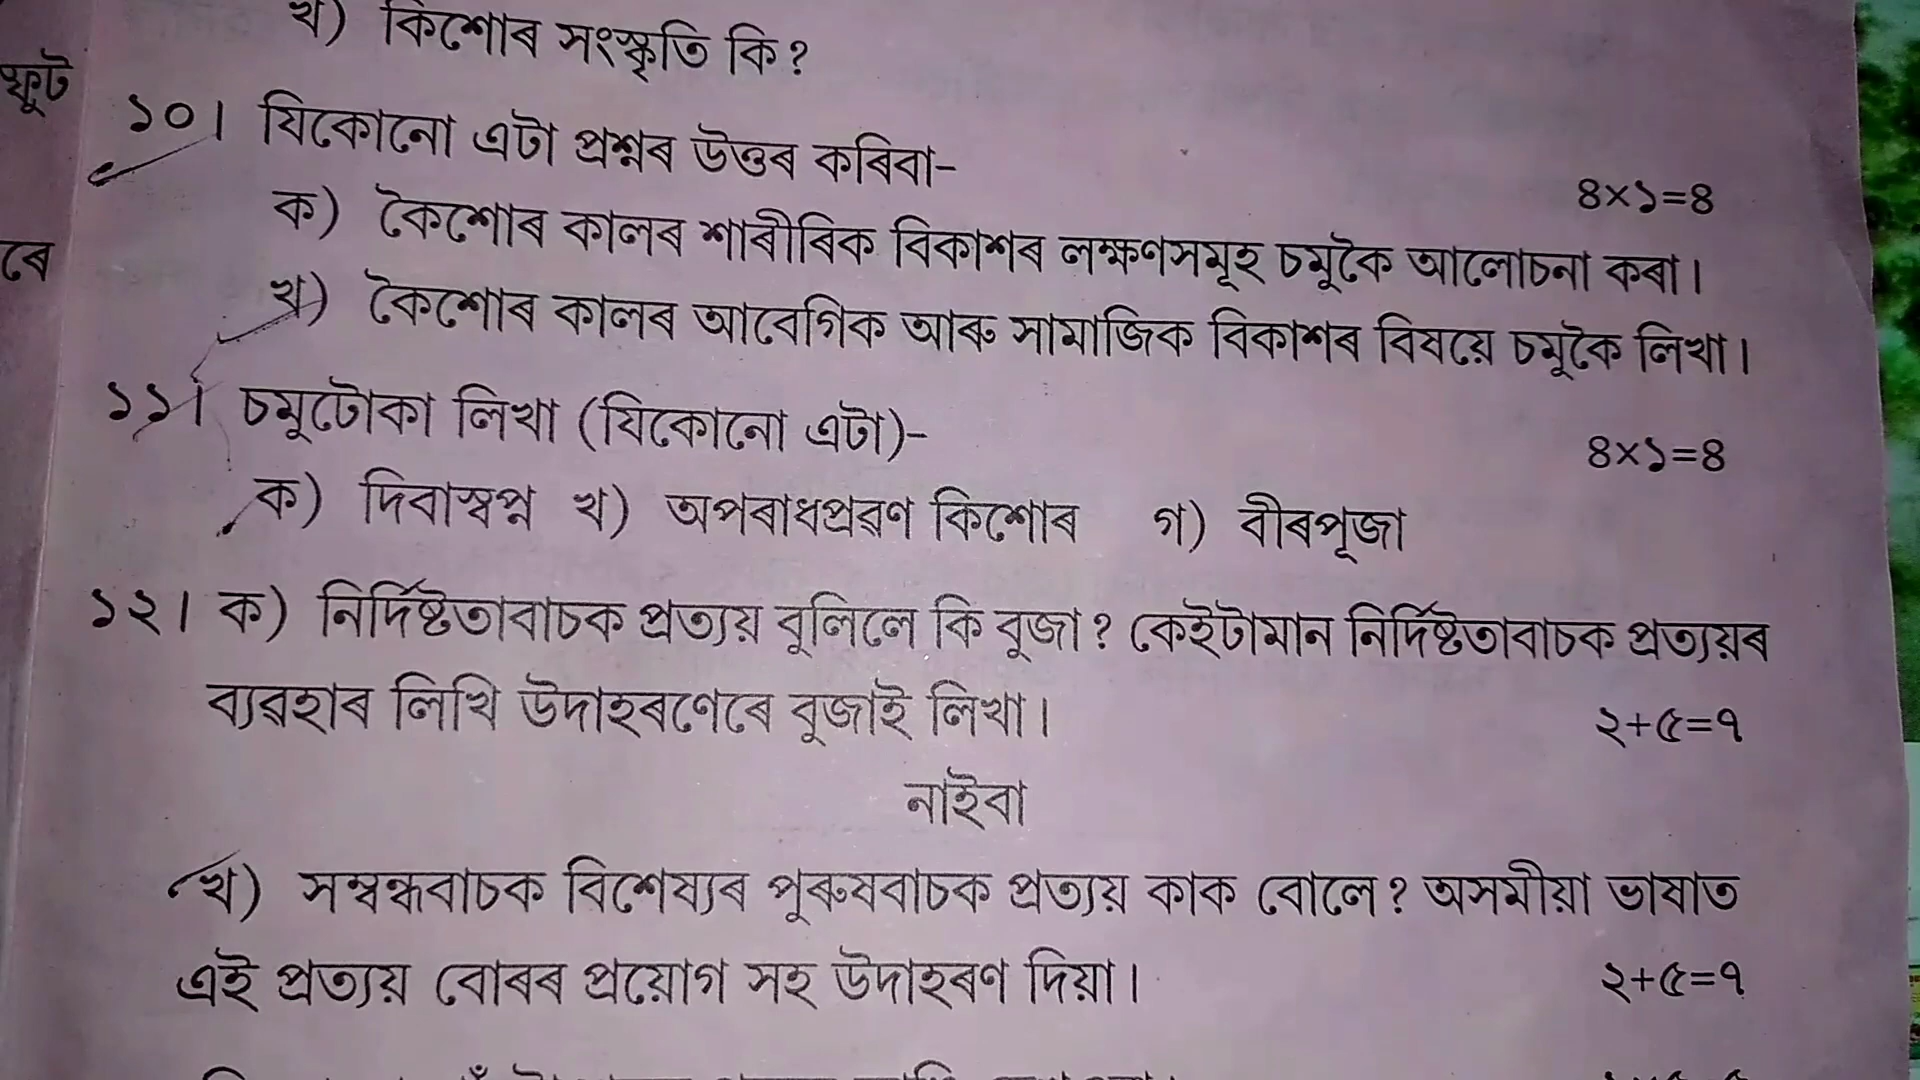 খ) কিশোৰ সংস্কৃতি কি?
স্ফুট
১০। যিকোনো এটা প্ৰশ্নৰ উত্তৰ কৰিবা-
৪×১=৪
ক) কৈশোৰ কালৰ শাৰীৰিক বিকাশৰ লক্ষণসমূহ চমুকৈ আলোচনা কৰা।
ৰে
খ) কৈশোৰ কালৰ আবেগিক আৰু সামাজিক বিকাশৰ বিষয়ে চমুকৈ লিখা।
১১। চমুটোকা লিখা (যিকোনো এটা)-
৪×১=৪
ক) দিবাস্বপ্ন খ) অপৰাধপ্ৰৱণ কিশোৰ গ) বীৰপূজা
১২। ক) নিৰ্দিষ্টতাবাচক প্ৰত্যয় বুলিলে কি বুজা? কেইটামান নিৰ্দিষ্টতাবাচক প্ৰত্যয়ৰ
ব্যৱহাৰ লিখি উদাহৰণেৰে বুজাই লিখা।
২+৫=৭
নাইবা
খ) সম্বন্ধবাচক বিশেষ্যৰ পুৰুষবাচক প্ৰত্যয় কাক বোলে? অসমীয়া ভাষাত
এই প্ৰত্যয় বোৰৰ প্ৰয়োগ সহ উদাহৰণ দিয়া।
২+৫=৭